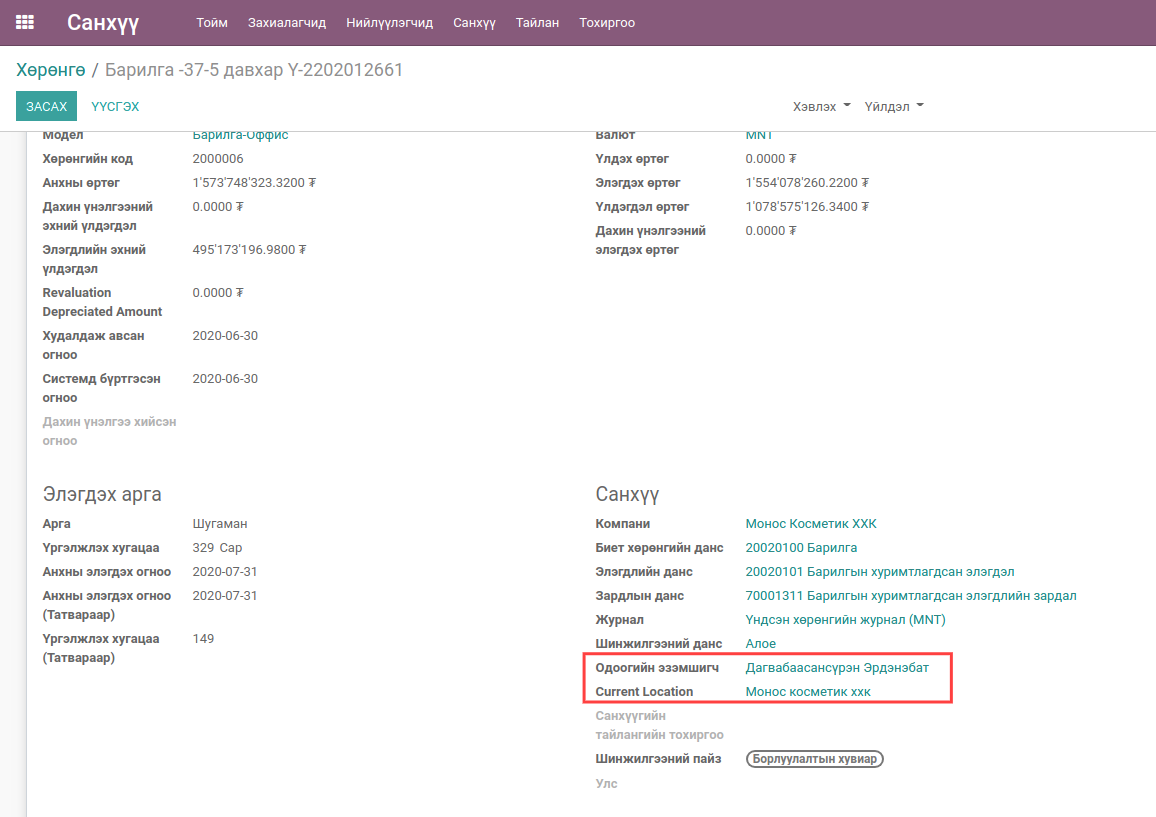 Санхүү Тойм Захиалагчид Нийлүүлэгчид Санхүү Тайлан Тохиргоо
Хөрөнгө / Барилга -37-5 давхар Y-2202012661
ЗАСАХ ҮҮСГЭХ Хэвлэх Үйлдэл
Модел Барилга-Оффис
Хөрөнгийн код 2000006
Анхны өртөг 1'573'748'323.3200 ₮
Дахин үнэлгээний
эхний үлдэгдэл 0.0000 ₮
Элэгдлийн эхний
үлдэгдэл 495'173'196.9800 ₮
Revaluation
Depreciated Amount 0.0000 ₮
Худалдаж авсан
огноо 2020-06-30
Системд бүртгэсэн
огноо 2020-06-30
Дахин үнэлгээ хийсэн
огноо
Валют MNT
Үлдэх өртөг 0.0000 ₮
Элэгдэх өртөг 1'554'078'260.2200 ₮
Үлдэгдэл өртөг 1'078'575'126.3400 ₮
Дахин үнэлгээний
элэгдэх өртөг 0.0000 ₮
Элэгдэх арга
Арга Шугаман
Үргэлжлэх хугацаа 329 Сар
Анхны элэгдэх огноо 2020-07-31
Анхны элэгдэх огноо
(Татвараар) 2020-07-31
Үргэлжлэх хугацаа
(Татвараар) 149
Санхүү
Компани Монос Косметик ХХК
Биет хөрөнгийн данс 20020100 Барилга
Элэгдлийн данс 20020101 Барилгын хуримтлагдсан элэгдэл
Зардлын данс 70001311 Барилгын хуримтлагдсан элэгдлийн зардал
Журнал Үндсэн хөрөнгийн журнал (MNT)
Шинжилгээний данс Алое
Одоогийн эзэмшигч Дагвабаасансүрэн Эрдэнэбат
Current Location Монос косметик ххк
Санхүүгийн
тайлангийн тохиргоо
Шинжилгээний пайз Борлуулалтын хувиар
Улс